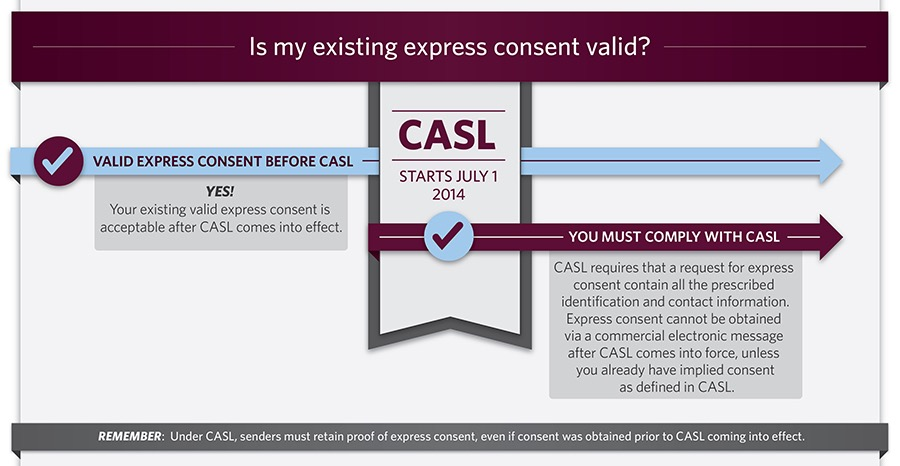 Is my existing express consent valid?
CASL
STARTS JULY 1
2014
VALID EXPRESS CONSENT BEFORE CASL
YES!
Your existing valid express consent is
acceptable after CASL comes into effect.
YOU MUST COMPLY WITH CASL
CASL requires that a request for express
consent contain all the prescribed
identification and contact information.
Express consent cannot be obtained
via a commercial electronic message
after CASL comes into force, unless
you already have implied consent
as defined in CASL.
REMEMBER: Under CASL, senders must retain proof of express consent, even if consent was obtained prior to CASL coming into effect.